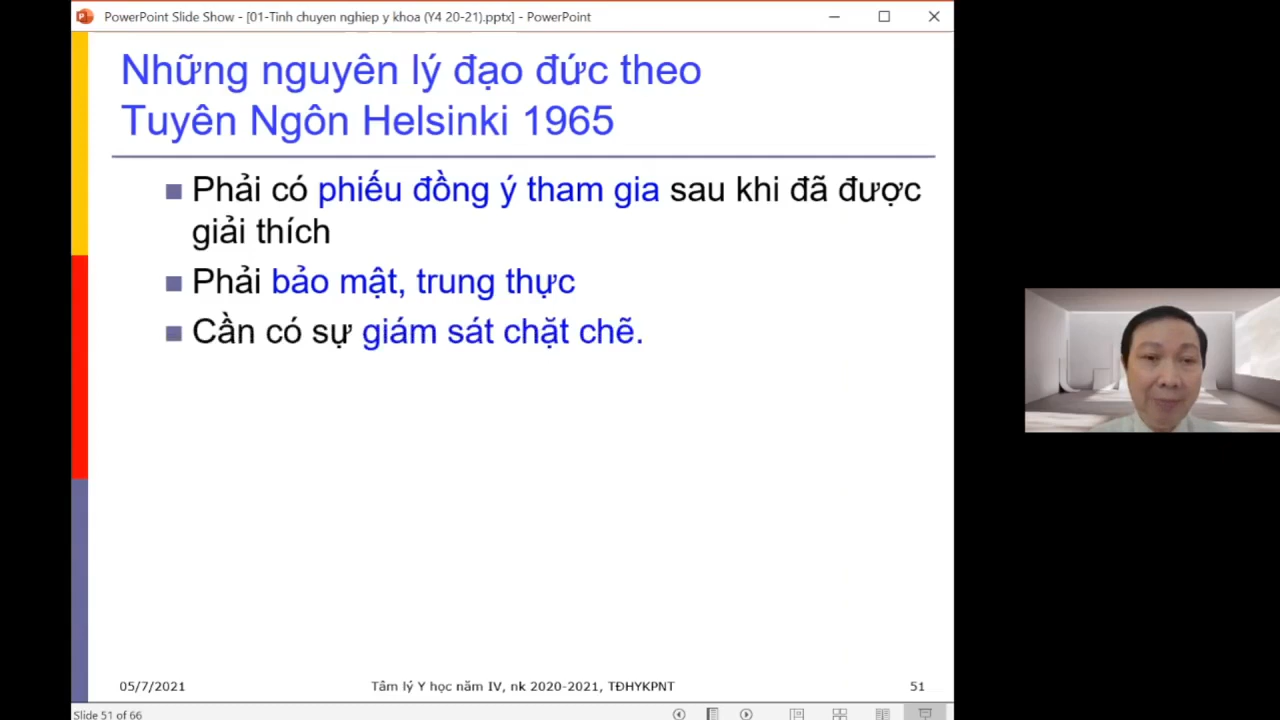 PowerPoint Slide Show - [01-Tinh chuyen nghiep y khoa (Y4 20-21).pptx] - PowerPoint
Những nguyên lý đạo đức theo
Tuyên Ngôn Helsinki 1965
Phải có phiếu đồng ý tham gia sau khi đã được
giải thích
Phải bảo mật, trung thực
Cần có sự giám sát chặt chẽ.
05/7/2021
Tâm lý Y học năm IV, nk 2020-2021, TĐHYKPNT
51
Slide 51 of 66